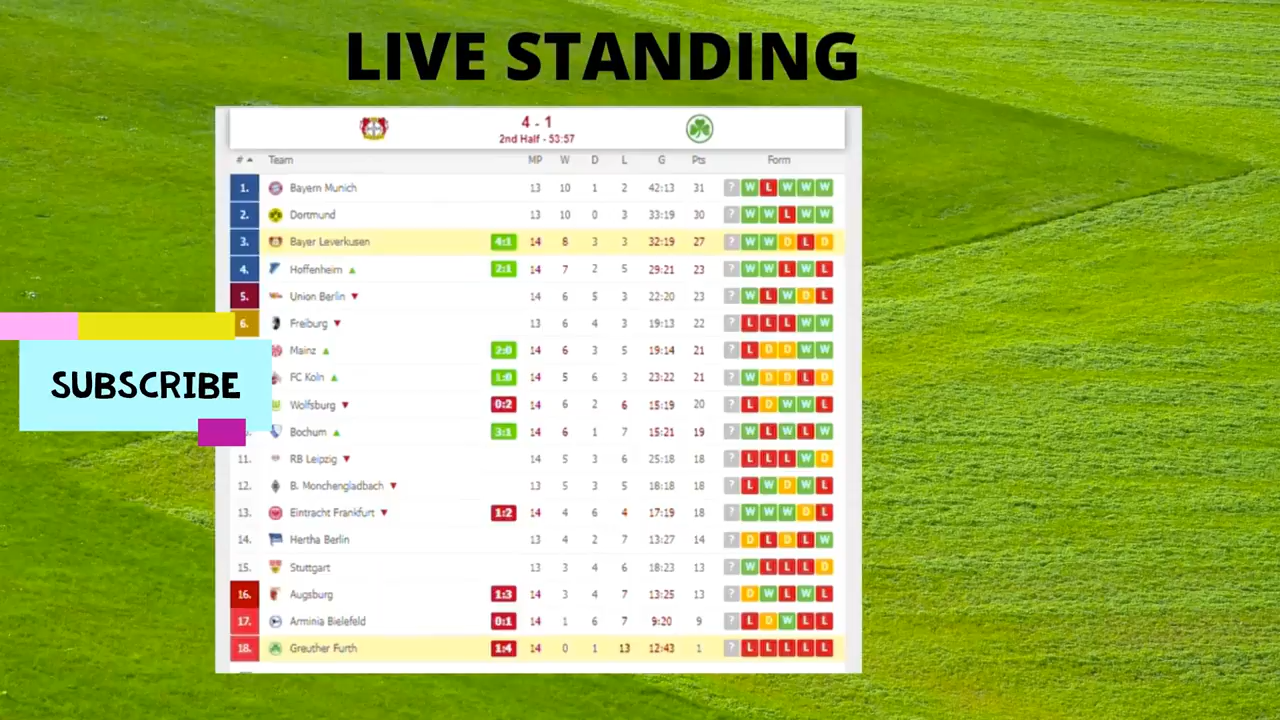 LIVE STANDING
4 - 1
2nd Half - 53:57
# Team MP W D L G Pts Form
1. Bayern Munich 13 10 1 2 42:13 31 ? W L W W W
2. Dortmund 13 10 0 3 33:19 30 ? W W L W W
3. Bayer Leverkusen 4:1 14 8 3 3 32:19 27 ? W W D L D
4. Hoffenheim 2:1 14 7 2 5 29:21 23 ? W W L W L
5. Union Berlin 14 6 5 3 22:20 23 ? W L W D L
6. Freiburg 13 6 4 3 19:13 22 ? L L L W W
Mainz 2:0 14 6 3 5 19:14 21 ? L D D W W
SUBSCRIBE
FC Koln 1:0 14 5 6 3 23:22 21 ? W D D L D
Wolfsburg 0:2 14 6 2 6 15:19 20 ? L D W W L
Bochum 3:1 14 6 1 7 15:21 19 ? W L W L W
11. RB Leipzig 14 5 3 6 25:18 18 ? L L L W D
12. B. Monchengladbach 13 5 3 5 18:18 18 ? L W D W L
13. Eintracht Frankfurt 1:2 14 4 6 4 17:19 18 ? W W W D L
14. Hertha Berlin 13 4 2 7 13:27 14 ? D L D L W
15. Stuttgart 13 3 4 6 18:23 13 ? W L L L D
16. Augsburg 1:3 14 3 4 7 13:25 13 ? D W L W L
17. Arminia Bielefeld 0:1 14 1 6 7 9:20 9 ? L D W L L
18. Greuther Furth 1:4 14 0 1 13 12:43 1 ? L L L L L